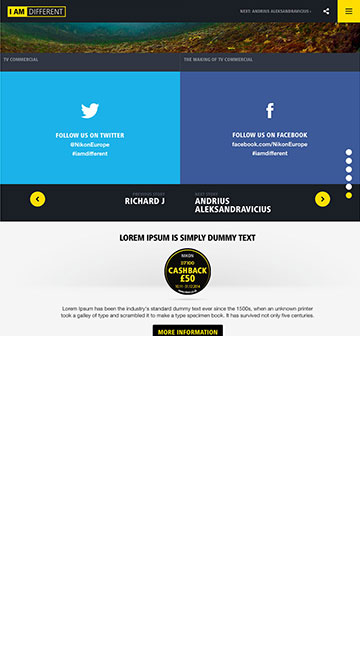 I AM DIFFERENT
NEXT: ANDRIUS ALEKSANDRAVICIUS
TV COMMERCIAL
THE MAKING OF TV COMMERCIAL
FOLLOW US ON TWITTER
@NikonEurope
#iamdifferent
FOLLOW US ON FACEBOOK
facebook.com/NikonEurope
#iamdifferent
PREVIOUS STORY
RICHARD J
NEXT STORY
ANDRIUS
ALEKSANDRAVICIUS
LOREM IPSUM IS SIMPLY DUMMY TEXT
NIKON
D7100
CASHBACK
£50
Lorem Ipsum has been the industry's standard dummy text ever since the 1500s, when an unknown printer
took a galley of type and scrambled it to make a type specimen book. It has survived not only five centuries.
MORE INFORMATION